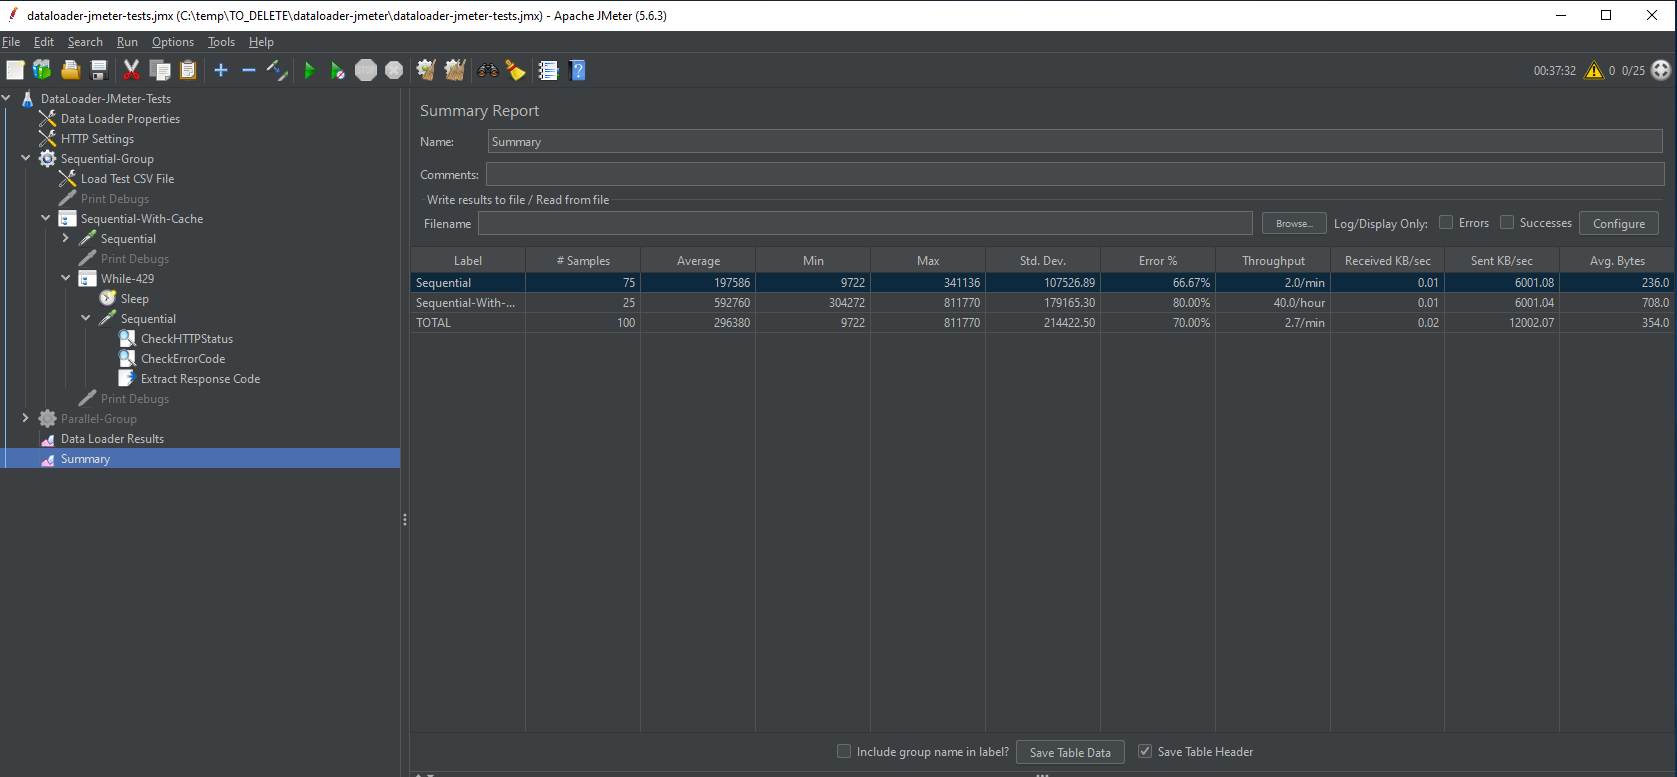 dataloader-jmeter-tests.jmx (C:\temp\TO_DELETE\dataloader-jmeter\dataloader-jmeter-tests.jmx) - Apache JMeter (5.6.3)
File Edit Search Run Options Tools Help
STOP 00:37:32 0 0/25
DataLoader-JMeter-Tests
Data Loader Properties
HTTP Settings
Sequential-Group
Load Test CSV File
Print Debugs
Sequential-With-Cache
Sequential
Print Debugs
While-429
Sleep
Sequential
CheckHTTPStatus
CheckErrorCode
Extract Response Code
Print Debugs
Parallel-Group
Data Loader Results
Summary
Summary Report
Name: Summary
Comments:
Write results to file / Read from file
Filename Browse... Log/Display Only: Errors Successes Configure
Label # Samples Average Min Max Std. Dev. Error % Throughput Received KB/sec Sent KB/sec Avg. Bytes
Sequential 75 197586 9722 341136 107526.89 66.67% 2.0/min 0.01 6001.08 236.0
Sequential-With-... 25 592760 304272 811770 179165.30 80.00% 40.0/hour 0.01 6001.04 708.0
TOTAL 100 296380 9722 811770 214422.50 70.00% 2.7/min 0.02 12002.07 354.0
Include group name in label? Save Table Data Save Table Header